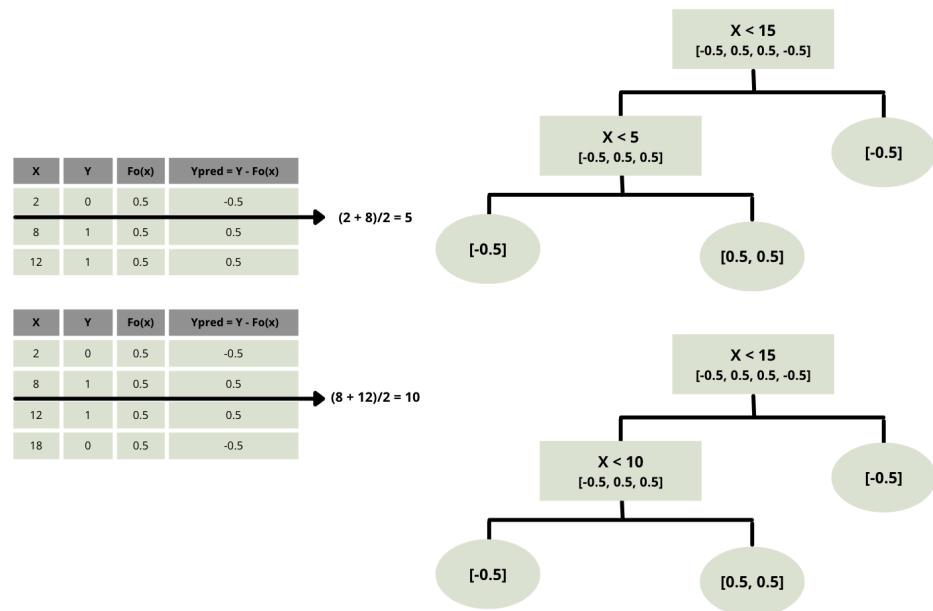 X < 15
[-0.5, 0.5, 0.5, -0.5]
X < 5
[-0.5, 0.5, 0.5]
[-0.5]
[-0.5]
[0.5, 0.5]
X Y Fo(x) Ypred = Y - Fo(x)
2 0 0.5 -0.5
8 1 0.5 0.5
12 1 0.5 0.5
(2 + 8)/2 = 5
X Y Fo(x) Ypred = Y - Fo(x)
2 0 0.5 -0.5
8 1 0.5 0.5
12 1 0.5 0.5
18 0 0.5 -0.5
(8 + 12)/2 = 10
X < 15
[-0.5, 0.5, 0.5, -0.5]
X < 10
[-0.5, 0.5, 0.5]
[-0.5]
[-0.5]
[0.5, 0.5]